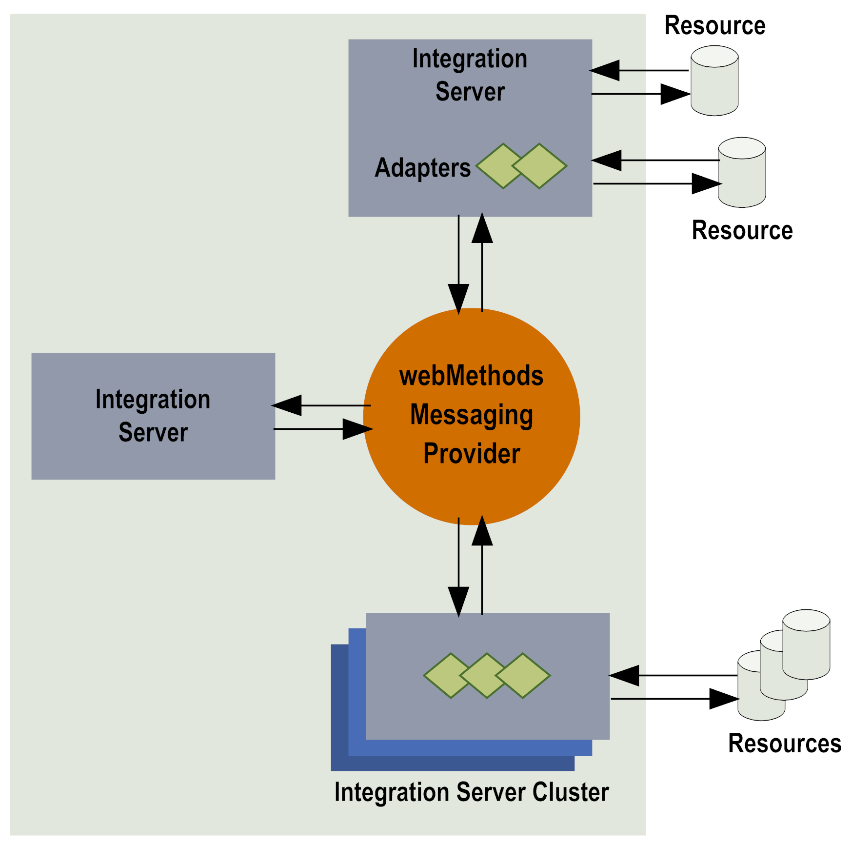 Resource
Integration
Server
Adapters
Resource
webMethods
Messaging
Provider
Integration
Server
Resources
Integration Server Cluster